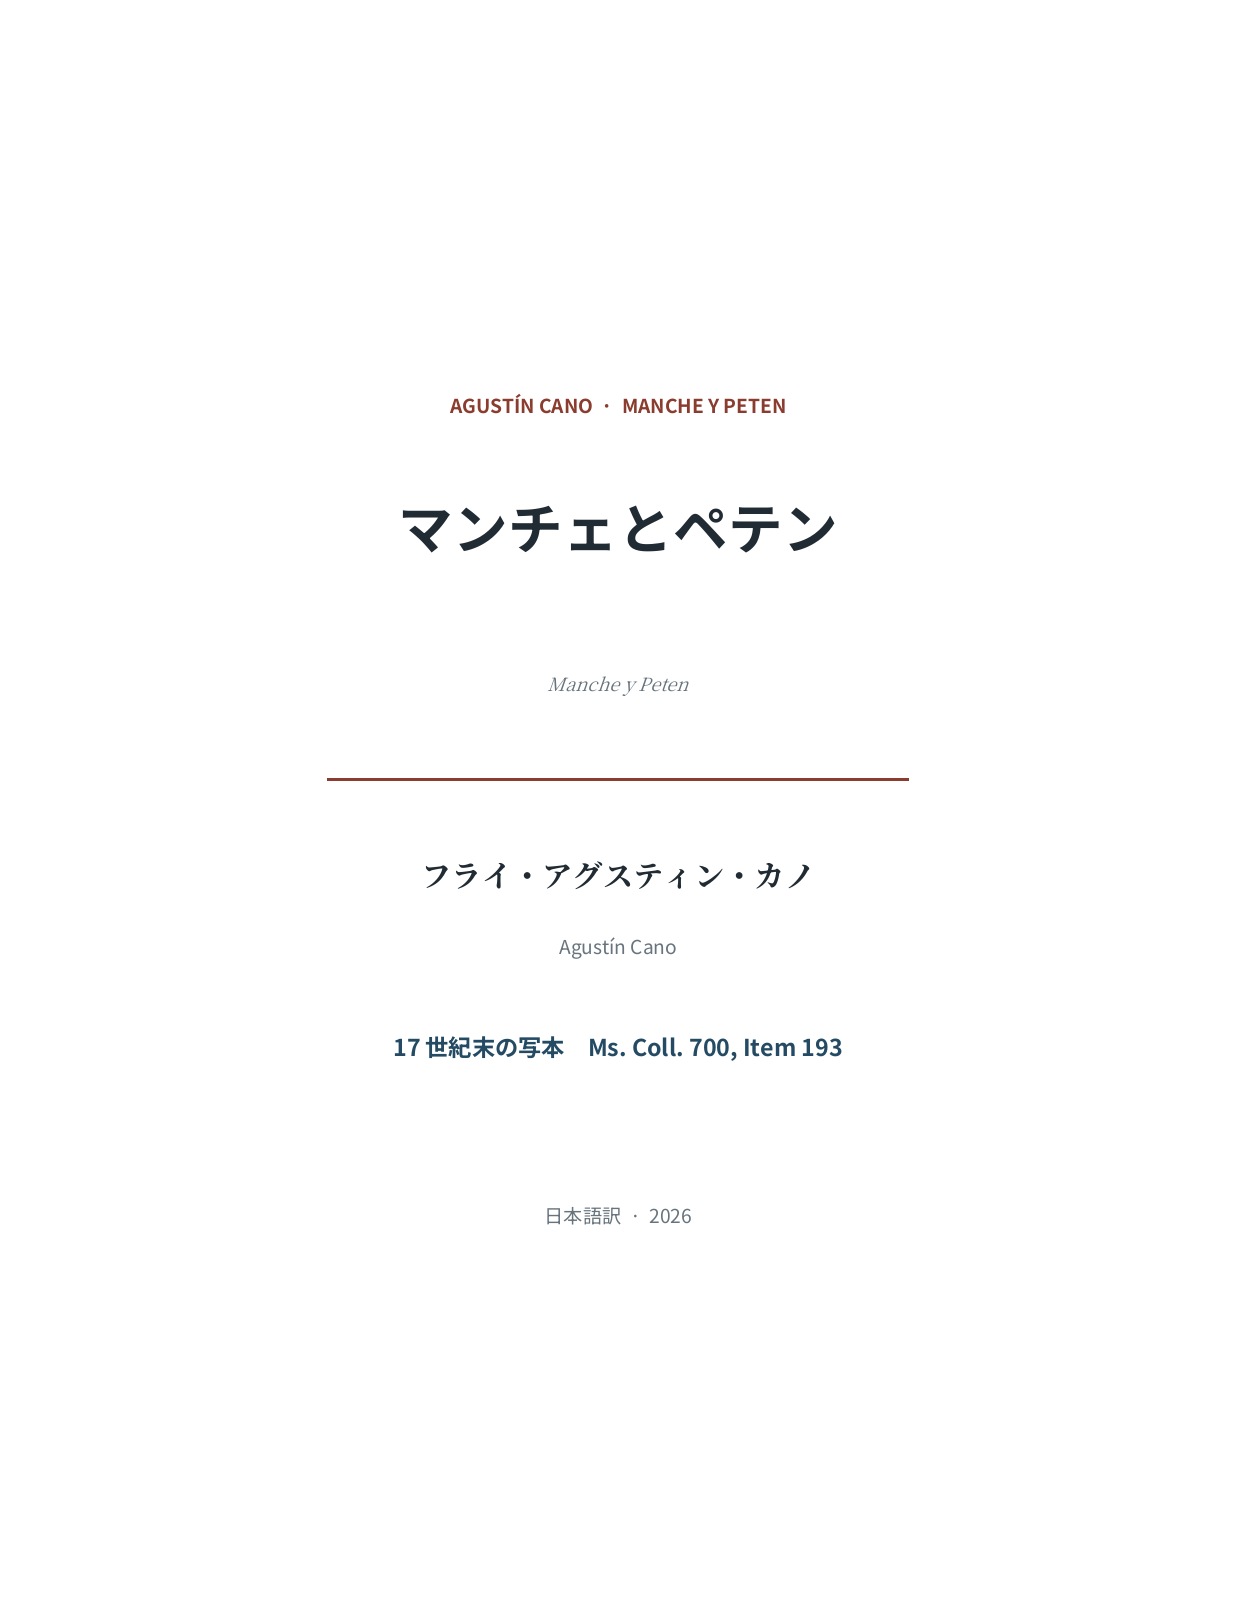 AGUSTÍN CANO · MANCHE Y PETEN
マンチェとペテン
Manche y Peten
フライ・アグスティン・カノ
Agustín Cano
17 世紀末の写本　Ms. Coll. 700, Item 193
日本語訳 · 2026